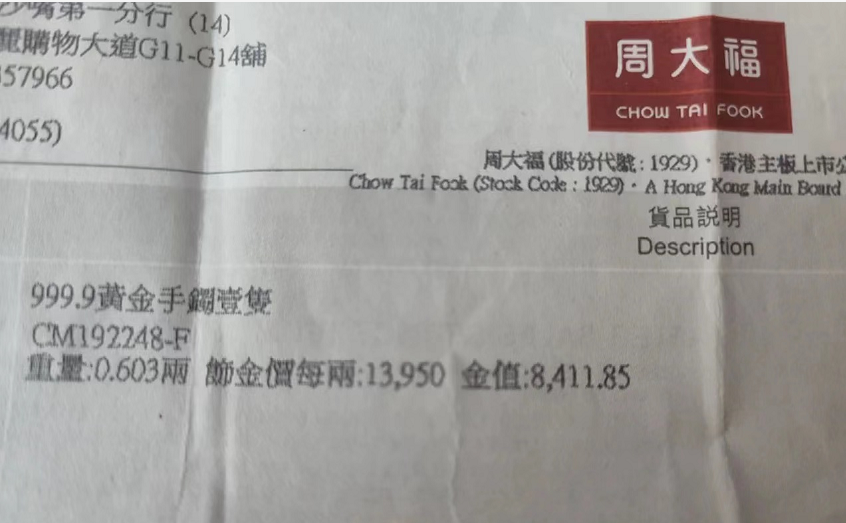 沙嘴第一分行 (14)
購物大道G11-G14舖
57966
4055)
周大福
CHOW TAI FOOK
周大福 (股份代號 : 1929)，香港主板上市公
Chow Tai Fook (Stock Code : 1929)，A Hong Kong Main Board
貨品説明
Description
999.9黃金手鐲壹隻
CM192248-F
重量:0.603兩 飾金價每兩:13,950 金值:8,411.85